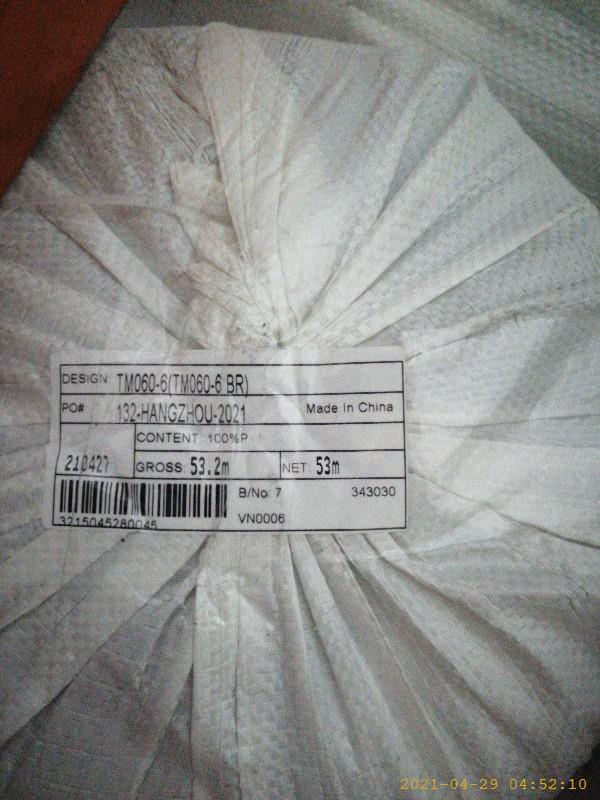 DESIGN: TM060-6(TM060-6 BR)
PO# 132-HANGZHOU-2021 Made In China
CONTENT: 100%P
210427 GROSS: 53.2m NET: 53m
B/No: 7 343030
3215045280045 VN0006
2021-04-29 04:52:10